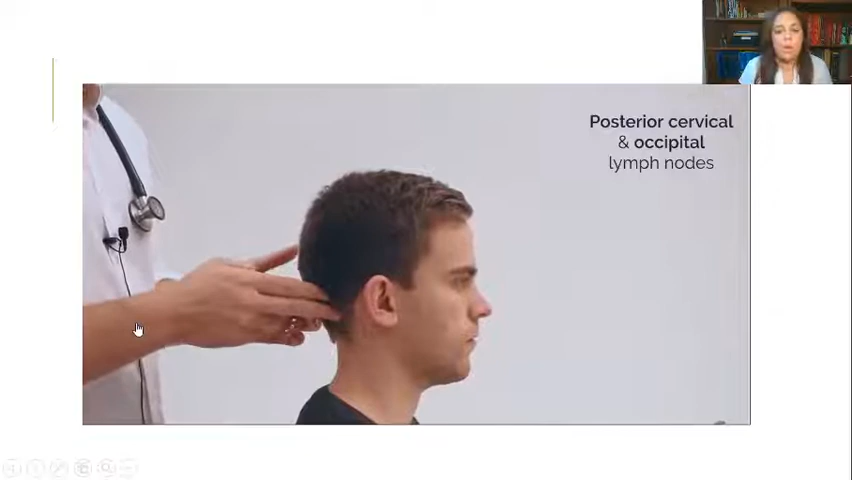 Posterior cervical
& occipital
lymph nodes